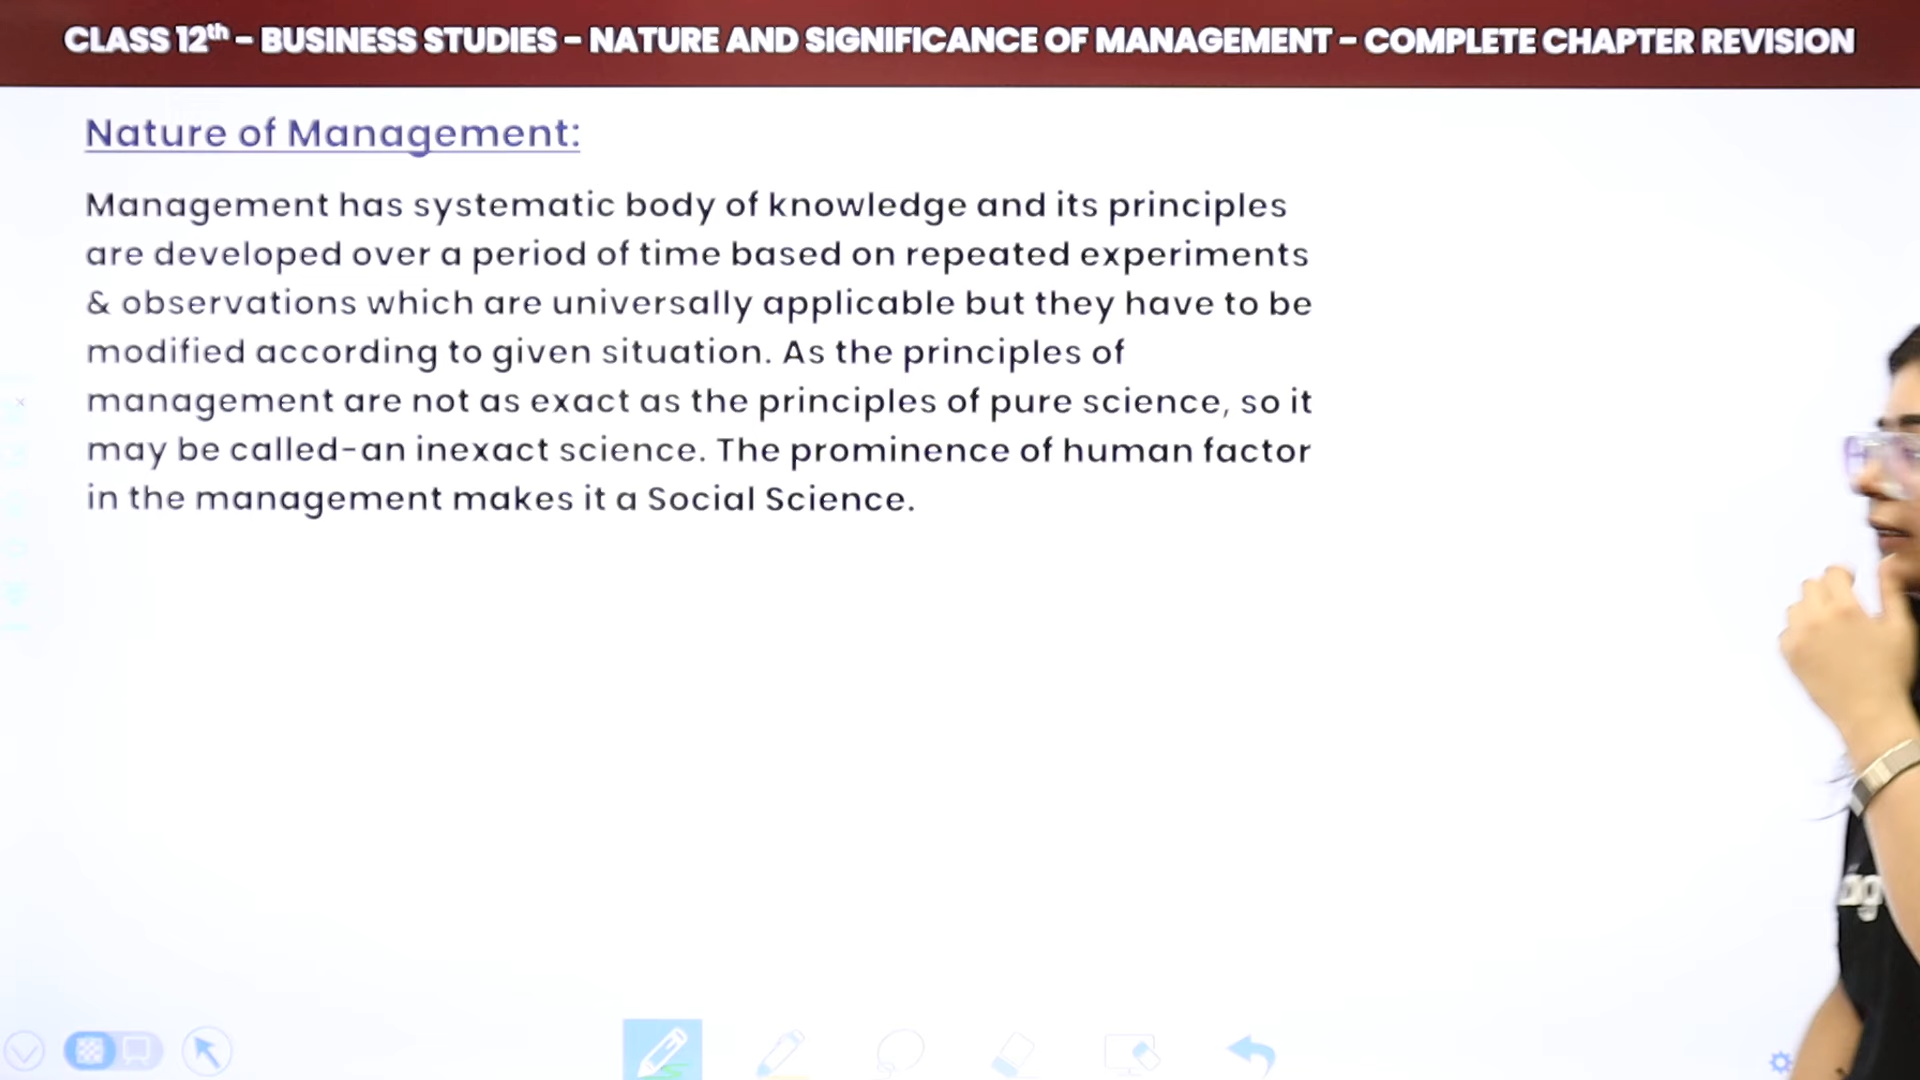 CLASS 12th – BUSINESS STUDIES – NATURE AND SIGNIFICANCE OF MANAGEMENT – COMPLETE CHAPTER REVISION
Nature of Management:
Management has systematic body of knowledge and its principles
are developed over a period of time based on repeated experiments
& observations which are universally applicable but they have to be
modified according to given situation. As the principles of
management are not as exact as the principles of pure science, so it
may be called-an inexact science. The prominence of human factor
in the management makes it a Social Science.